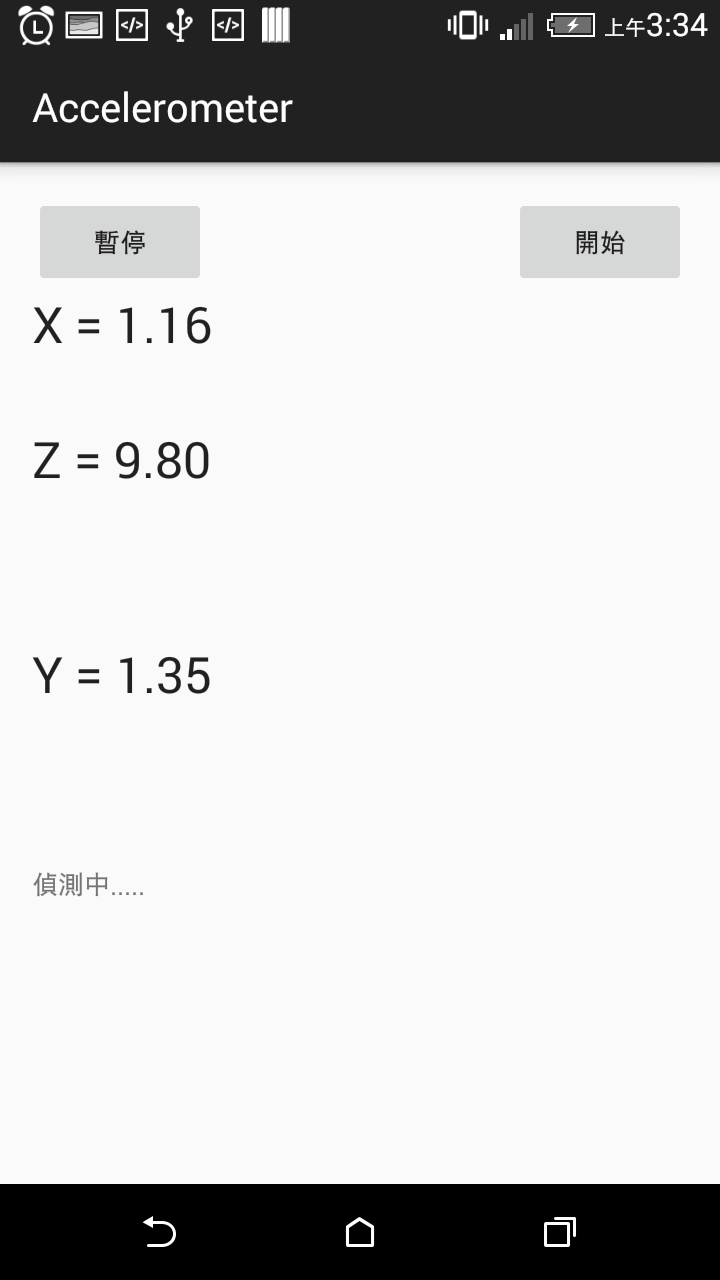 上午3:34
Accelerometer
暫停
開始
X = 1.16
Z = 9.80
Y = 1.35
偵測中.....